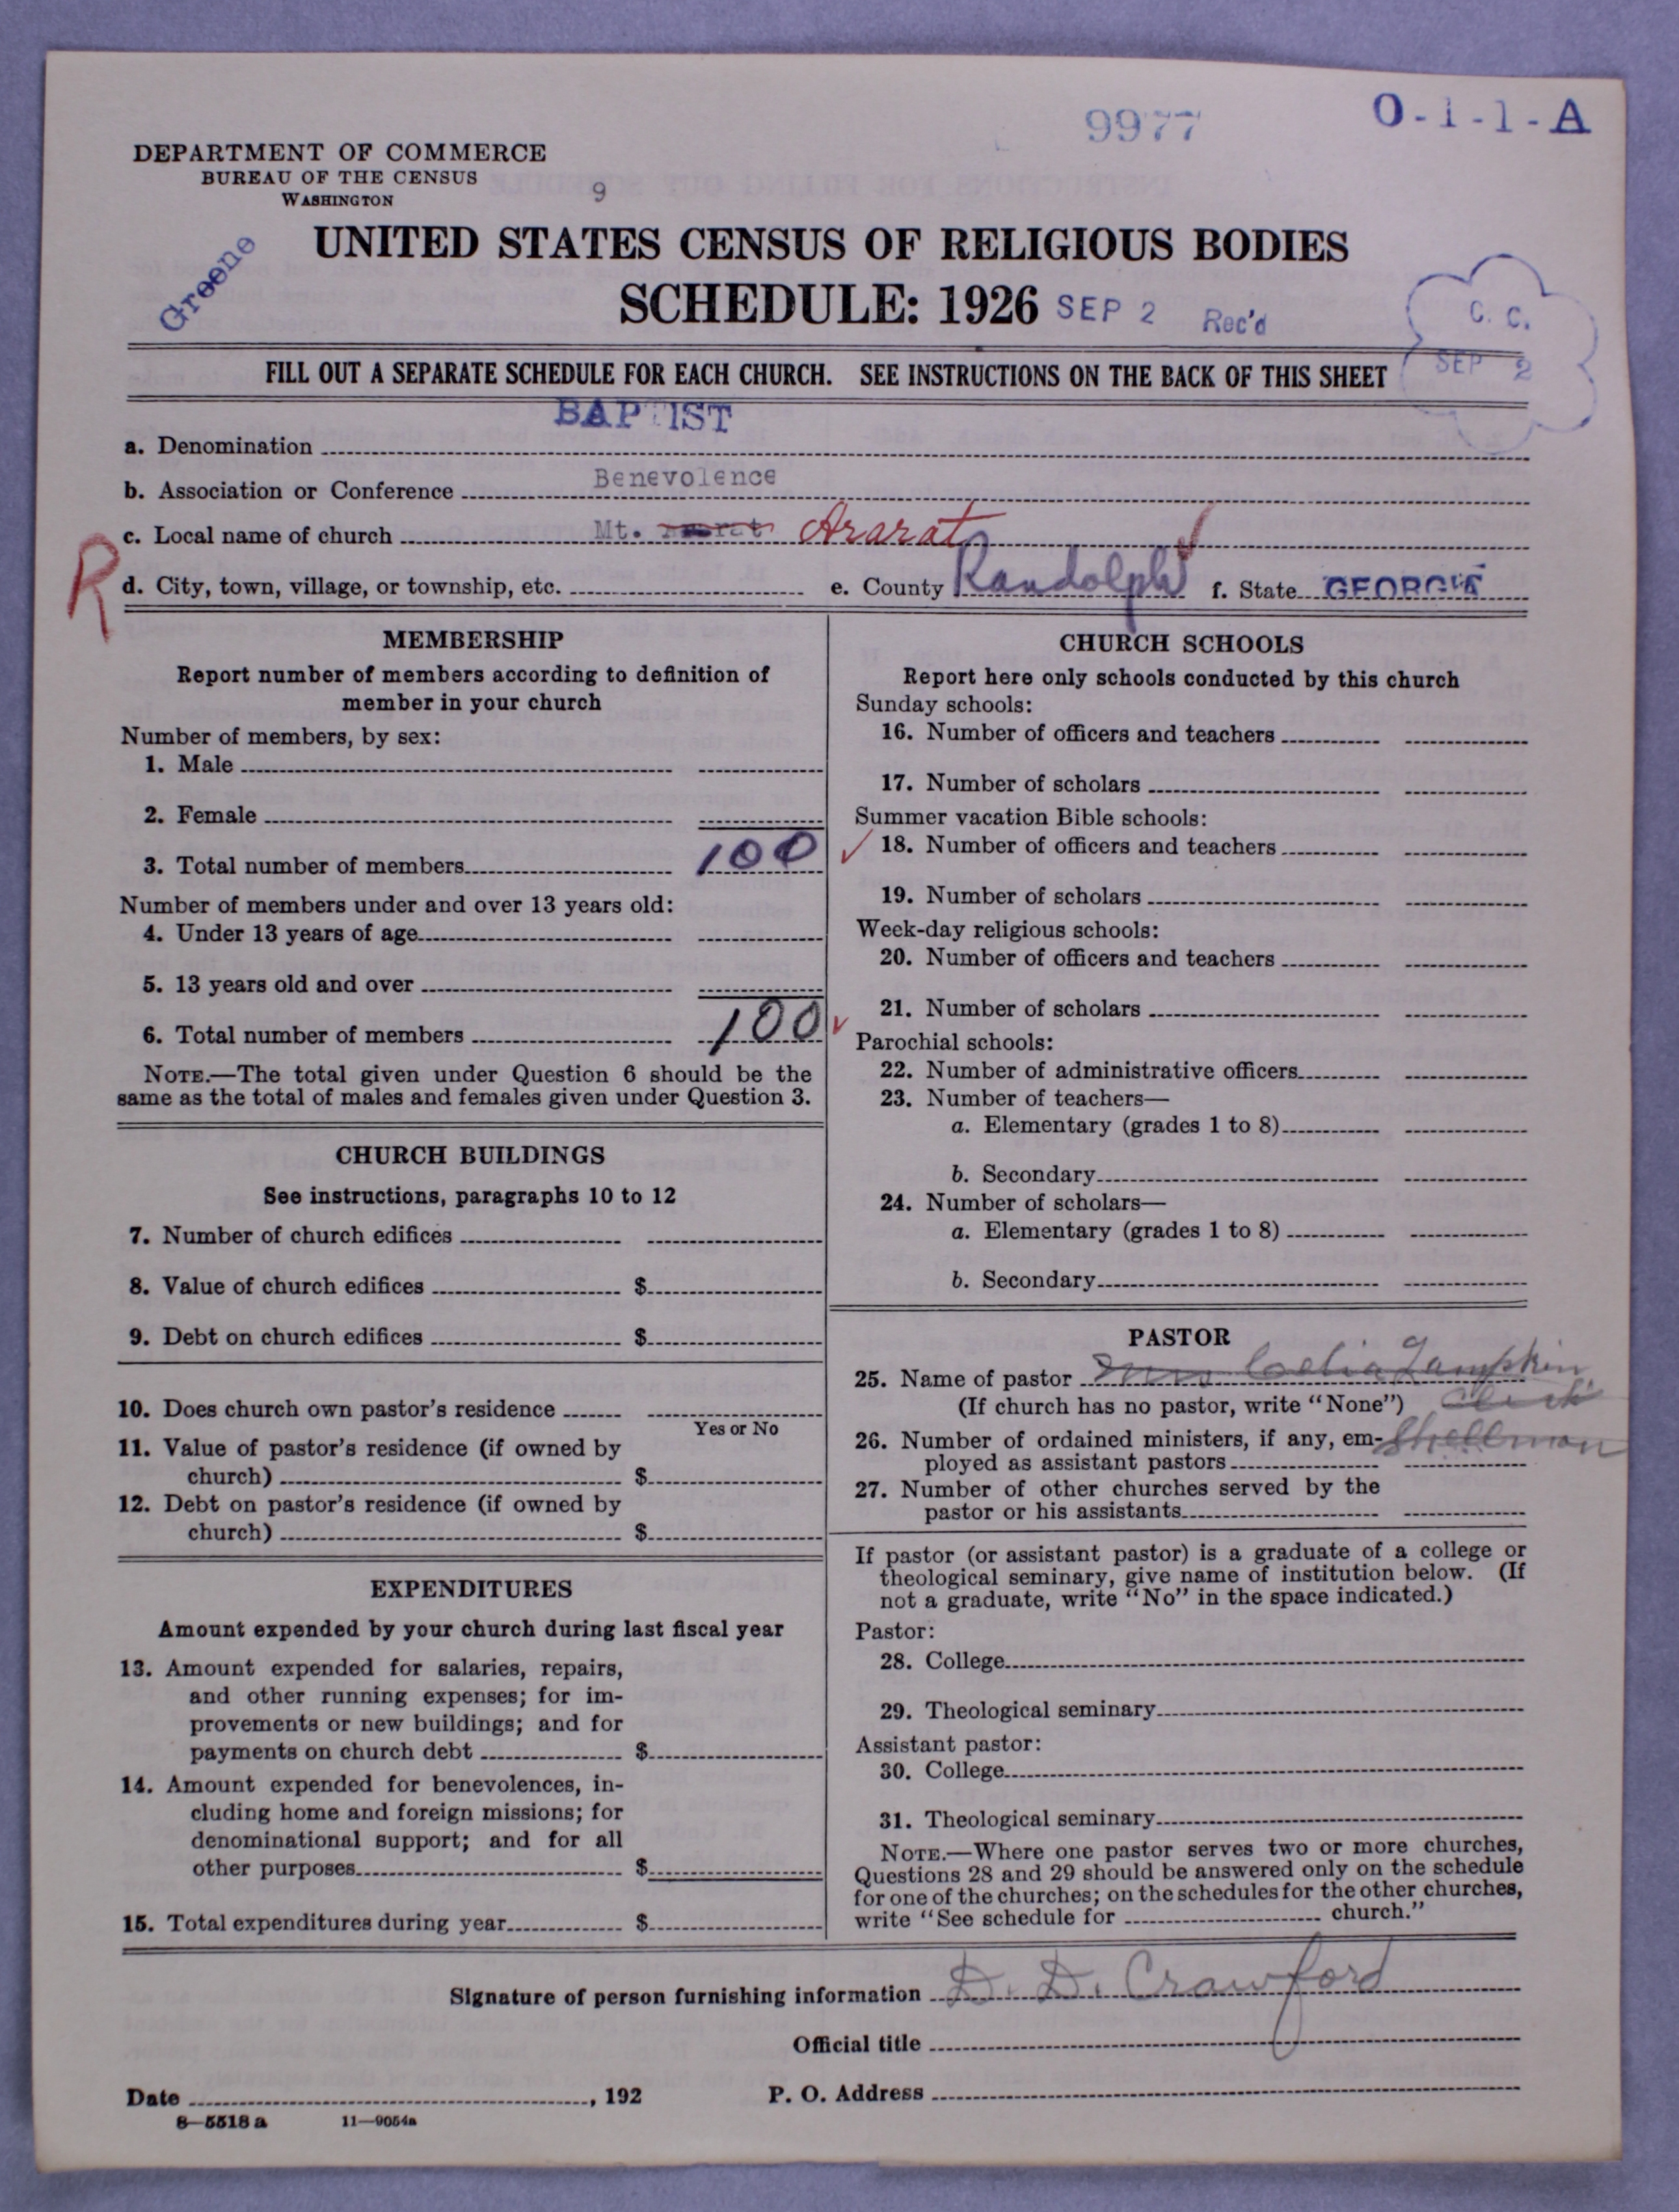 9977
O-1-1-A
DEPARTMENT OF COMMERCE
BUREAU OF THE CENSUS
WASHINGTON
9
Greene
UNITED STATES CENSUS OF RELIGIOUS BODIES
SCHEDULE: 1926 SEP 2 Rec'd
C. C.
SEP 2
FILL OUT A SEPARATE SCHEDULE FOR EACH CHURCH. SEE INSTRUCTIONS ON THE BACK OF THIS SHEET
a. Denomination BAPTIST
b. Association or Conference Benevolence
c. Local name of church Mt. Ararat
R
d. City, town, village, or township, etc. e. County Randolph f. State GEORGIA
MEMBERSHIP
Report number of members according to definition of
member in your church
Number of members, by sex:
1. Male
2. Female
3. Total number of members 100
Number of members under and over 13 years old:
4. Under 13 years of age
5. 13 years old and over
6. Total number of members 100
NOTE.—The total given under Question 6 should be the
same as the total of males and females given under Question 3.
CHURCH BUILDINGS
See instructions, paragraphs 10 to 12
7. Number of church edifices
8. Value of church edifices $
9. Debt on church edifices $
10. Does church own pastor's residence
Yes or No
11. Value of pastor's residence (if owned by
church) $
12. Debt on pastor's residence (if owned by
church) $
EXPENDITURES
Amount expended by your church during last fiscal year
13. Amount expended for salaries, repairs,
and other running expenses; for im-
provements or new buildings; and for
payments on church debt $
14. Amount expended for benevolences, in-
cluding home and foreign missions; for
denominational support; and for all
other purposes $
15. Total expenditures during year $
CHURCH SCHOOLS
Report here only schools conducted by this church
Sunday schools:
16. Number of officers and teachers
17. Number of scholars
Summer vacation Bible schools:
18. Number of officers and teachers
19. Number of scholars
Week-day religious schools:
20. Number of officers and teachers
21. Number of scholars
Parochial schools:
22. Number of administrative officers
23. Number of teachers—
a. Elementary (grades 1 to 8)
b. Secondary
24. Number of scholars—
a. Elementary (grades 1 to 8)
b. Secondary
PASTOR
25. Name of pastor Mrs Celia Lampkin
(If church has no pastor, write "None") Clerk
26. Number of ordained ministers, if any, em- Shellman
ployed as assistant pastors
27. Number of other churches served by the
pastor or his assistants
If pastor (or assistant pastor) is a graduate of a college or
theological seminary, give name of institution below. (If
not a graduate, write "No" in the space indicated.)
Pastor:
28. College
29. Theological seminary
Assistant pastor:
30. College
31. Theological seminary
NOTE.—Where one pastor serves two or more churches,
Questions 28 and 29 should be answered only on the schedule
for one of the churches; on the schedules for the other churches,
write "See schedule for church."
Signature of person furnishing information D. D. Crawford
Official title
Date , 192 P. O. Address
8—5518 a 11—9054a